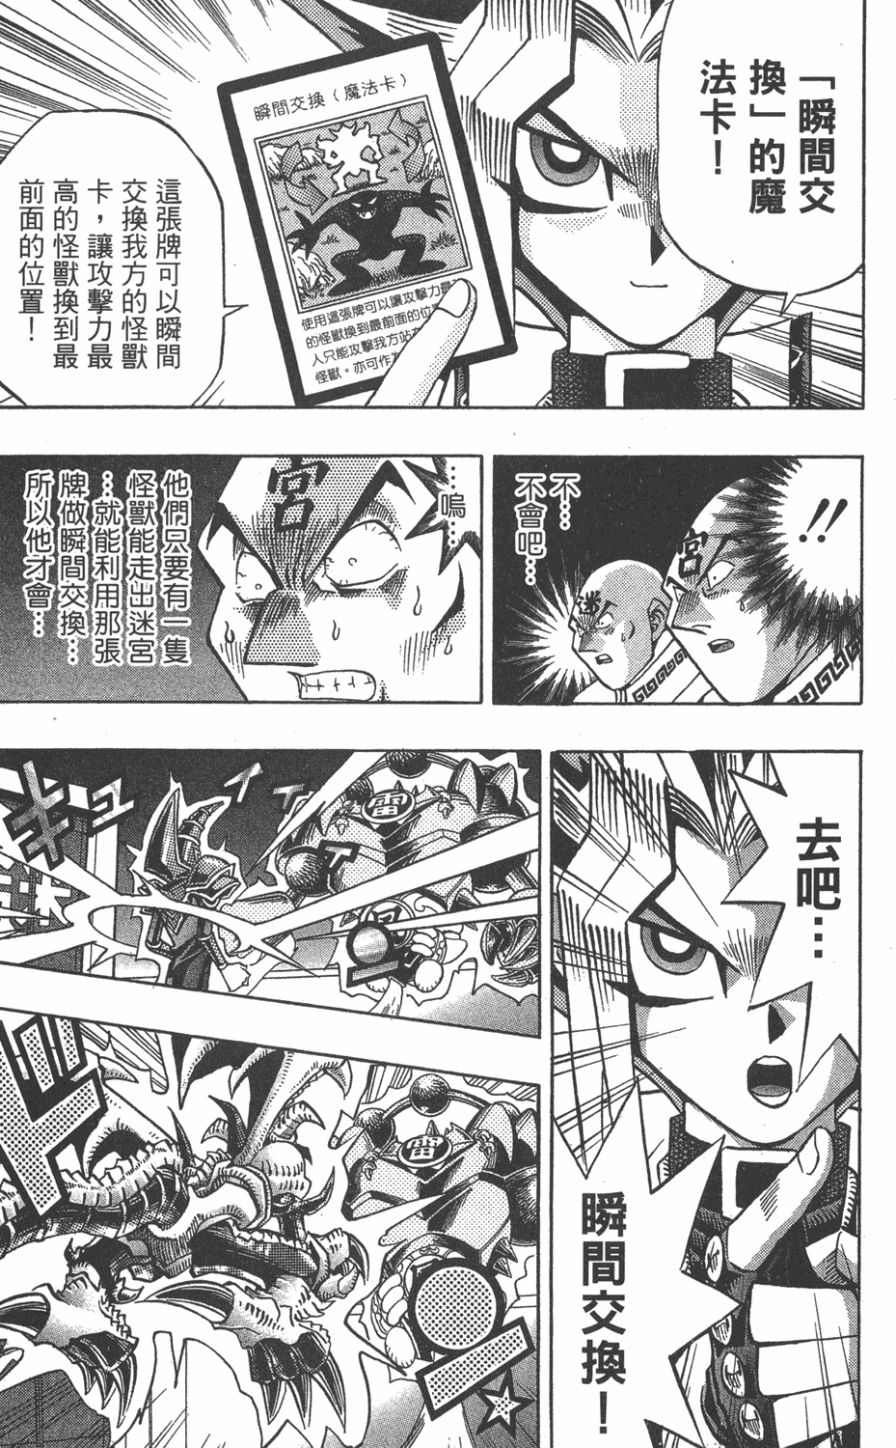 「瞬間交
換」的魔
法卡！
瞬間交換（魔法卡）
使用這張牌可以讓攻擊力最
的怪獸換到最前面的位
人只能攻擊我方站在
怪獸。亦可作為
這張牌可以瞬間
交換我方的怪獸
卡，讓攻擊力最
高的怪獸換到最
前面的位置！
!!
宮
迷
不…
不會吧…
……嗚……
宮
他們只要有一隻
怪獸能走出迷宮
…就能利用那張
牌做瞬間交換…
所以他才會…
去吧…
瞬間交換！
雷
雷